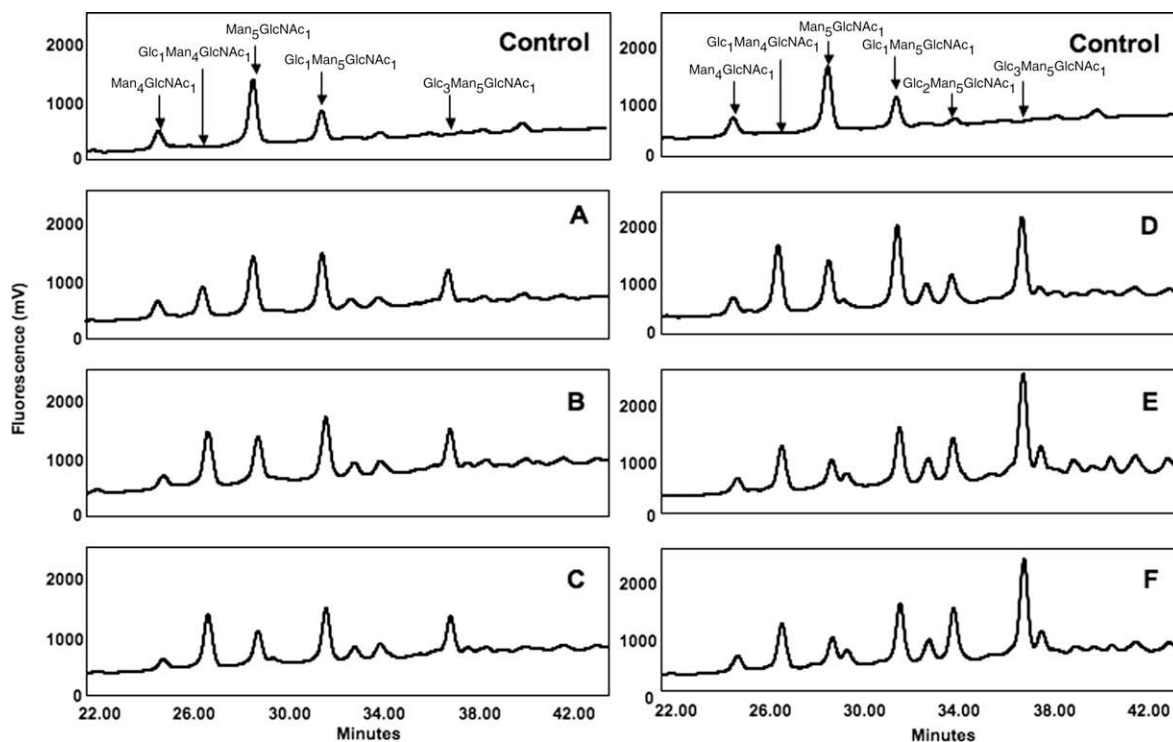 Control
Man5GlcNAc1
Glc1Man4GlcNAc1
Glc1Man5GlcNAc1
Man4GlcNAc1
Glc3Man5GlcNAc1
2000
1000
0
Control
Man5GlcNAc1
Glc1Man4GlcNAc1
Glc1Man5GlcNAc1
Man4GlcNAc1
Glc3Man5GlcNAc1
Glc2Man5GlcNAc1
2000
1000
0
A
2000
1000
0
D
2000
1000
0
Fluorescence (mV)
B
2000
1000
0
E
2000
1000
0
C
2000
1000
0
22.00 26.00 30.00 34.00 38.00 42.00
Minutes
F
2000
1000
0
22.00 26.00 30.00 34.00 38.00 42.00
Minutes